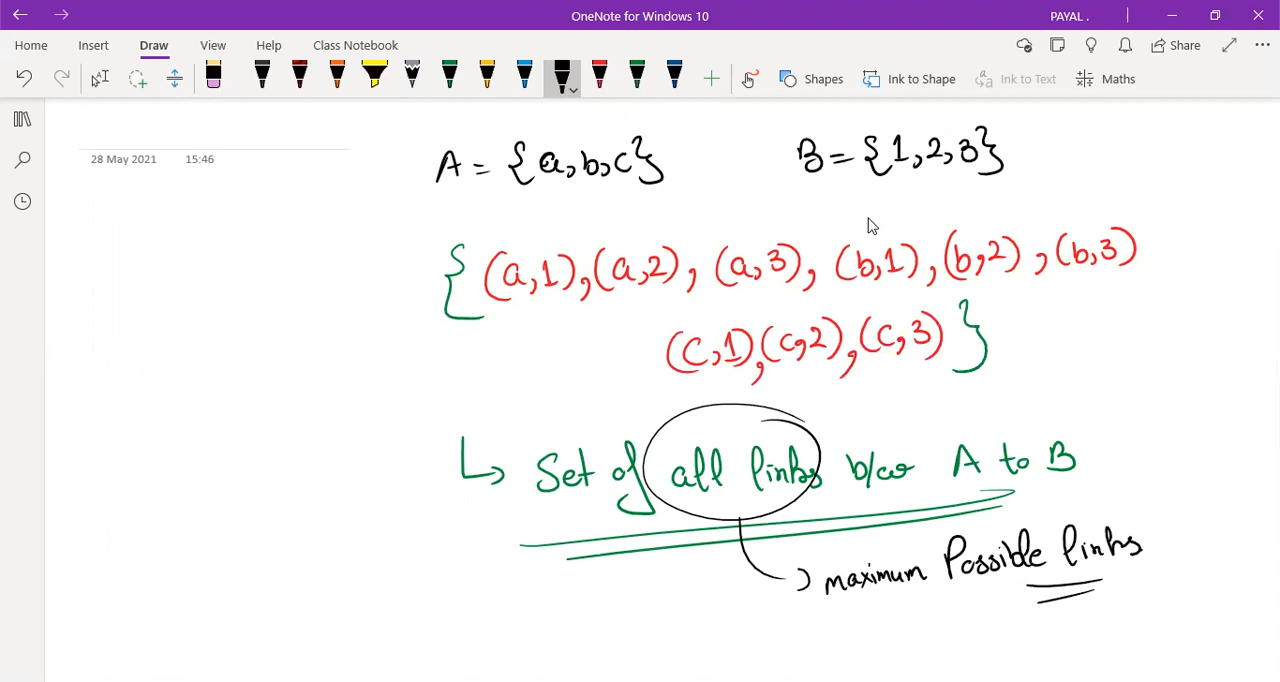 OneNote for Windows 10
PAYAL .
Home Insert Draw View Help Class Notebook
Share
Shapes Ink to Shape Ink to Text Maths
28 May 2021 15:46
A = {a,b,c} B = {1,2,3}
{(a,1),(a,2),(a,3),(b,1),(b,2),(b,3)
(c,1),(c,2),(c,3)}
↳ Set of all links b/w A to B
maximum Possible links